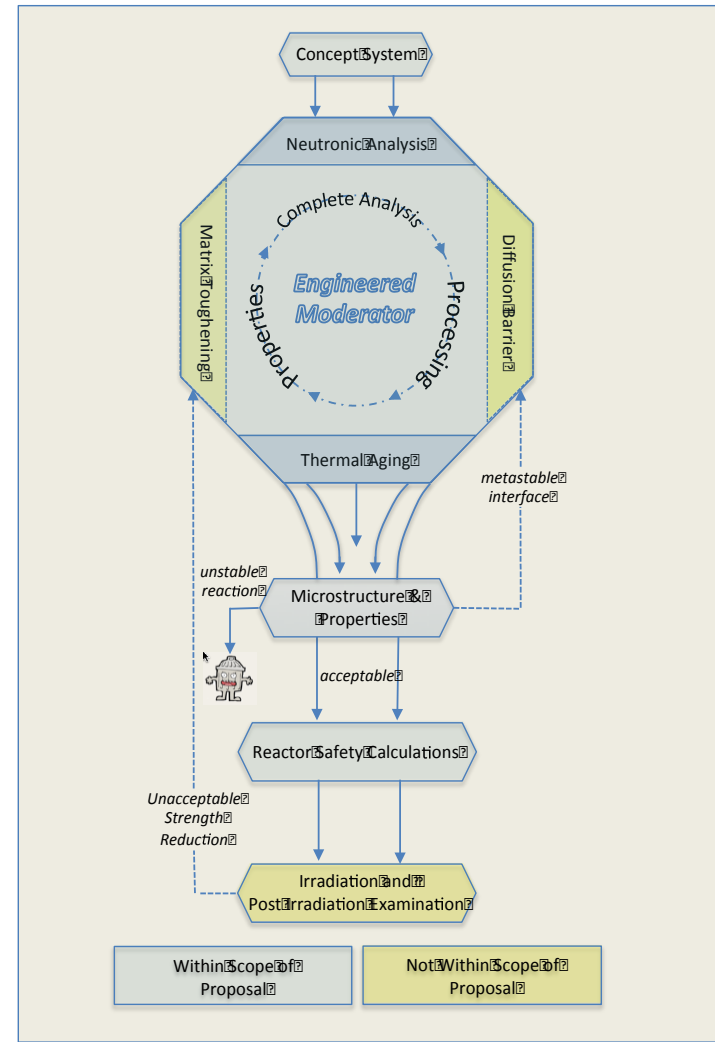 Concept System
Neutronic Analysis
Complete Analysis
Matrix Toughening
Properties
Engineered
Moderator
Processing
Diffusion Barrier
Thermal Aging
metastable
interface
unstable
reaction
Microstructure &
Properties
acceptable
Reactor Safety Calculations
Unacceptable
Strength
Reduction
Irradiation and
Post Irradiation Examination
Within Scope of
Proposal
Not Within Scope of
Proposal